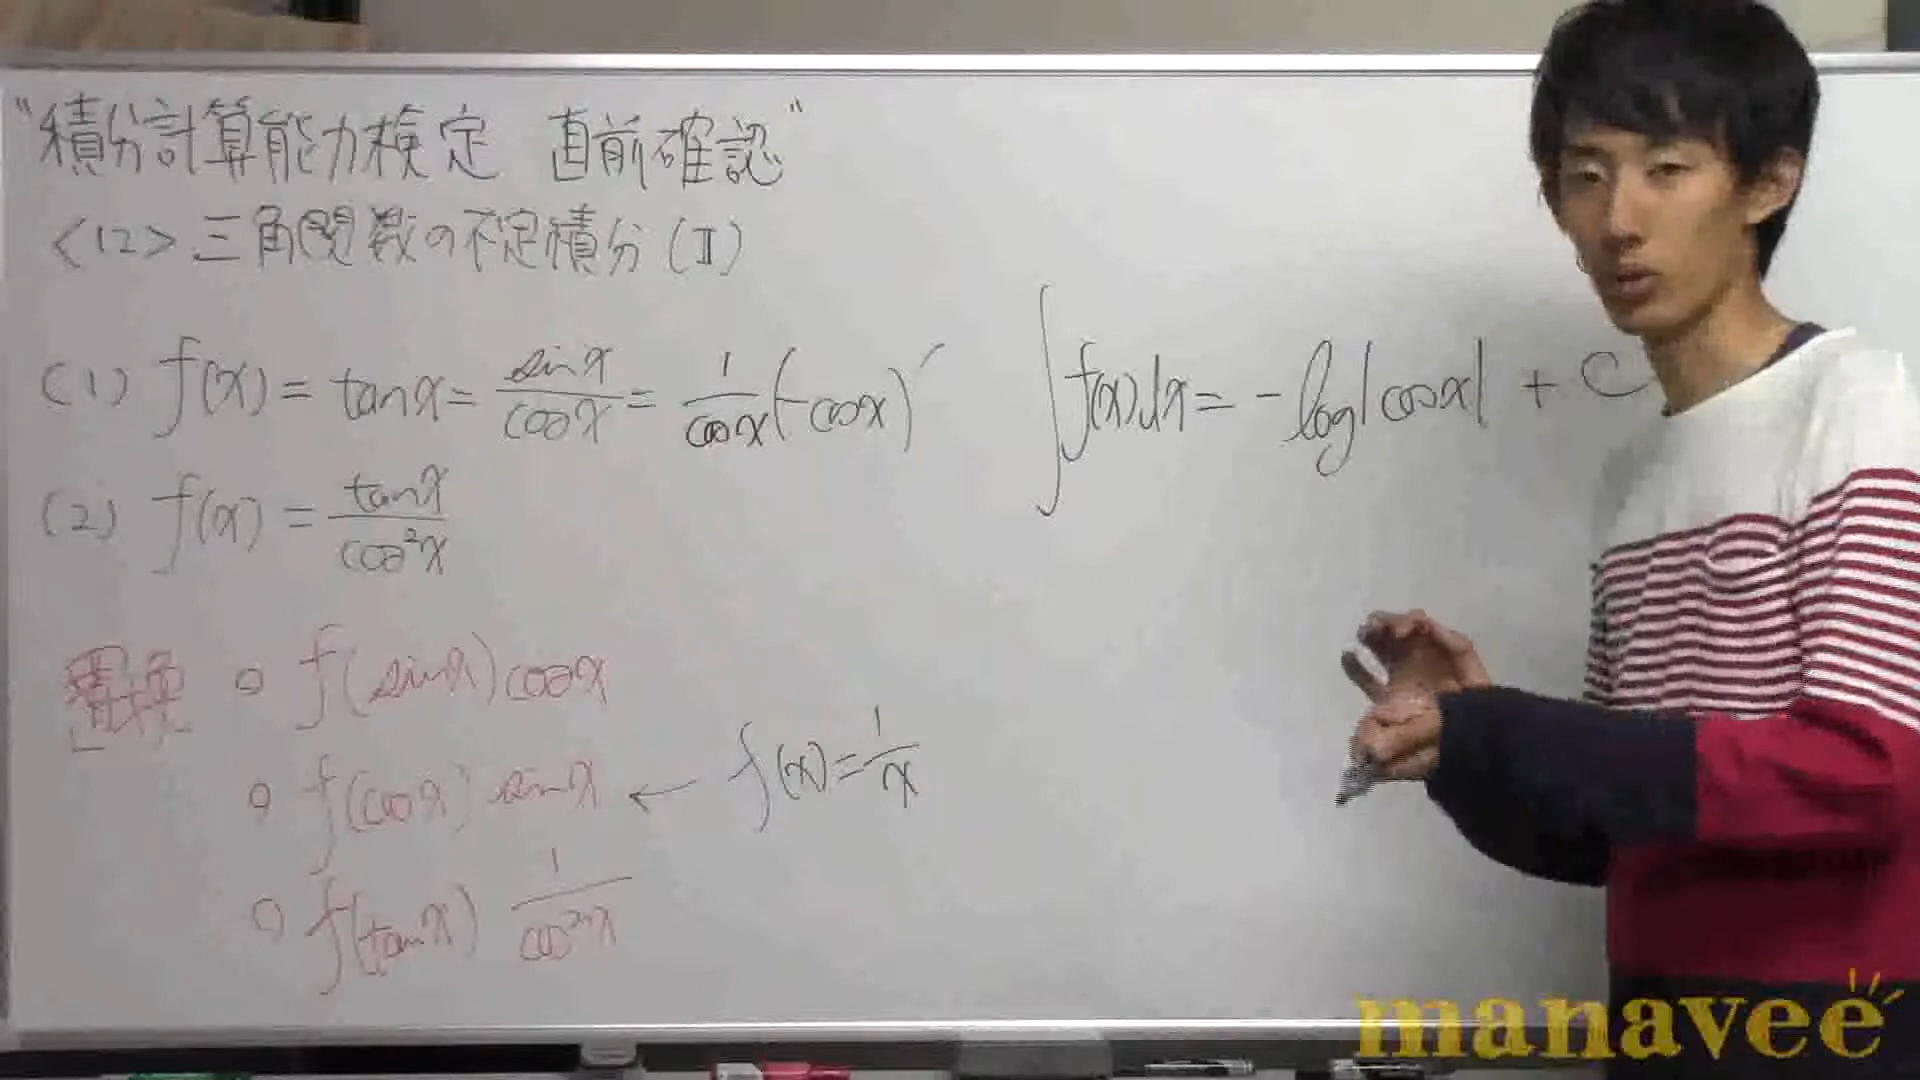 “積分計算能力検定 直前確認”
<12> 三角関数の不定積分(Ⅱ)
(1) f(x) = tanx = sinx/cosx = 1/cosx (-cosx)′
∫f(x)dx = -log|cosx| + C
(2) f(x) = tanx/cos²x
置換 ○ f(sinx)cosx
○ f(cosx) sinx ← f(x) = 1/x
○ f(tanx) 1/cos²x
manavee